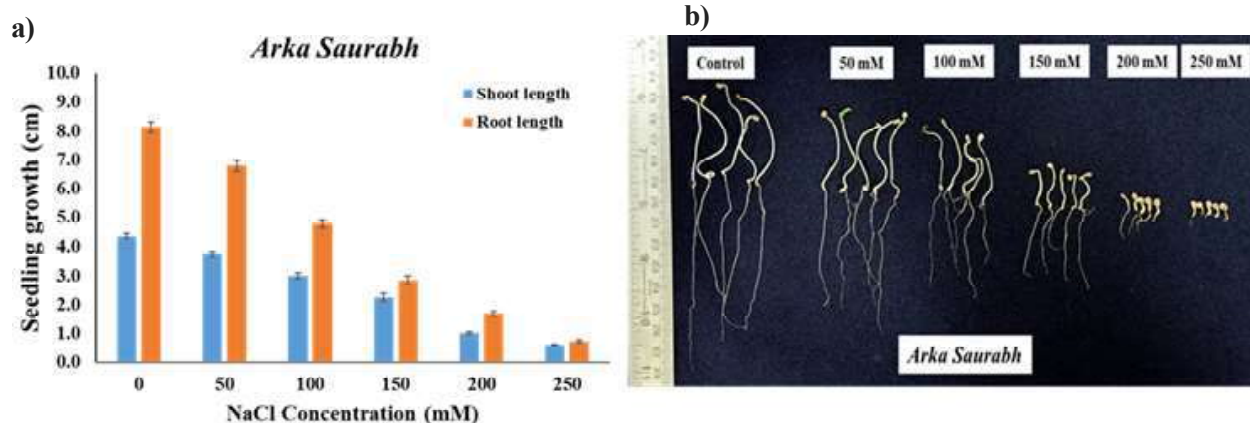 a)
Arka Saurabh
10.0
9.0
8.0
7.0
6.0
5.0
4.0
3.0
2.0
1.0
0.0
Seedling growth (cm)
Shoot length
Root length
0 50 100 150 200 250
NaCl Concentration (mM)
b)
Control 50 mM 100 mM 150 mM 200 mM 250 mM
Arka Saurabh